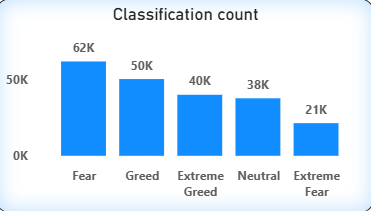 Classification count
62K
50K
40K
38K
21K
50K
0K
Fear
Greed
Extreme
Greed
Neutral
Extreme
Fear